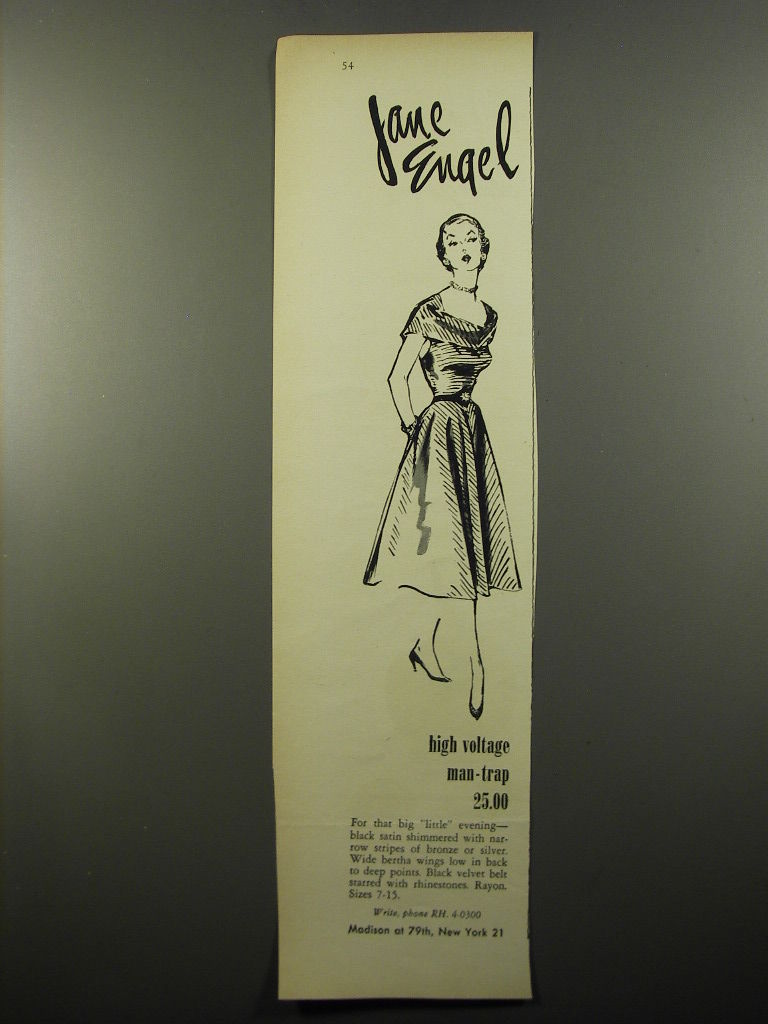 54
Jane
Engel
high voltage
man-trap
25.00
For that big "little" evening—
black satin shimmered with nar-
row stripes of bronze or silver.
Wide bertha wings low in back
to deep points. Black velvet belt
starred with rhinestones. Rayon.
Sizes 7-15.
Write, phone RH. 4-0300
Madison at 79th, New York 21